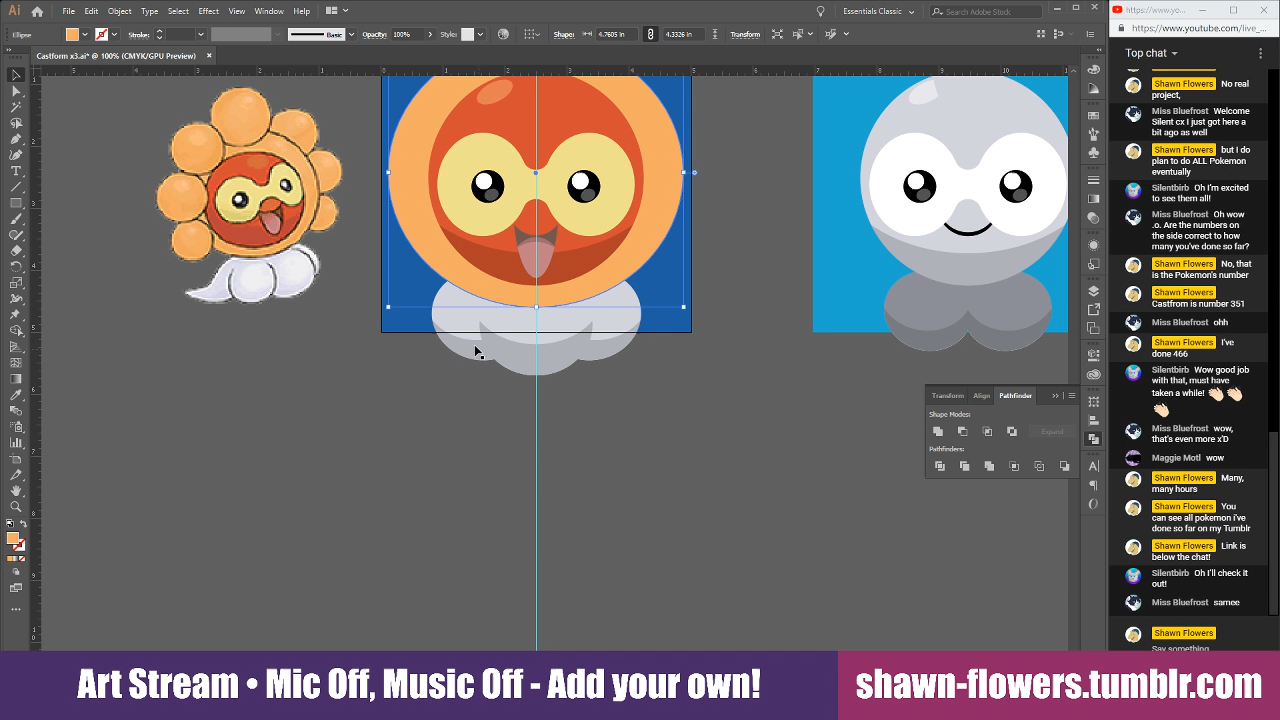 Ai File Edit Object Type Select Effect View Window Help Essentials Classic Search Adobe Stock
Ellipse Stroke: Basic Opacity: 100% Style: Shape: 4.7605 in 4.3326 in Transform
Castform x3.ai* @ 100% (CMYK/GPU Preview) ×
Transform Align Pathfinder
Shape Modes:
Expand
Pathfinders:
https://www.youtube.com/live_...
Top chat
Shawn Flowers No real
project,
Miss Bluefrost Welcome
Silent cx I just got here a
bit ago as well
Shawn Flowers but I do
plan to do ALL Pokemon
eventually
Silentbirb Oh I'm excited
to see them all!
Miss Bluefrost Oh wow
.o. Are the numbers on
the side correct to how
many you've done so far?
Shawn Flowers No, that
is the Pokemon's number
Shawn Flowers
Castfrom is number 351
Miss Bluefrost ohh
Shawn Flowers I've
done 466
Silentbirb Wow good job
with that, must have
taken a while! 👏🏻👏🏻
👏🏻
Miss Bluefrost wow,
that's even more x'D
Maggie Motl wow
Shawn Flowers Many,
many hours
Shawn Flowers You
can see all pokemon i've
done so far on my Tumblr
Shawn Flowers Link is
below the chat!
Silentbirb Oh I'll check it
out!
Miss Bluefrost samee
Shawn Flowers
Say something
Art Stream • Mic Off, Music Off - Add your own!
shawn-flowers.tumblr.com